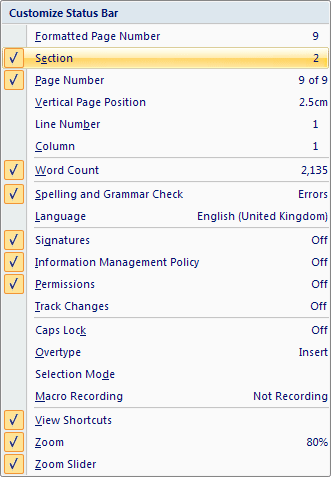 Customize Status Bar
Formatted Page Number 9
Section 2
Page Number 9 of 9
Vertical Page Position 2.5cm
Line Number 1
Column 1
Word Count 2,135
Spelling and Grammar Check Errors
Language English (United Kingdom)
Signatures Off
Information Management Policy Off
Permissions Off
Track Changes Off
Caps Lock Off
Overtype Insert
Selection Mode
Macro Recording Not Recording
View Shortcuts
Zoom 80%
Zoom Slider